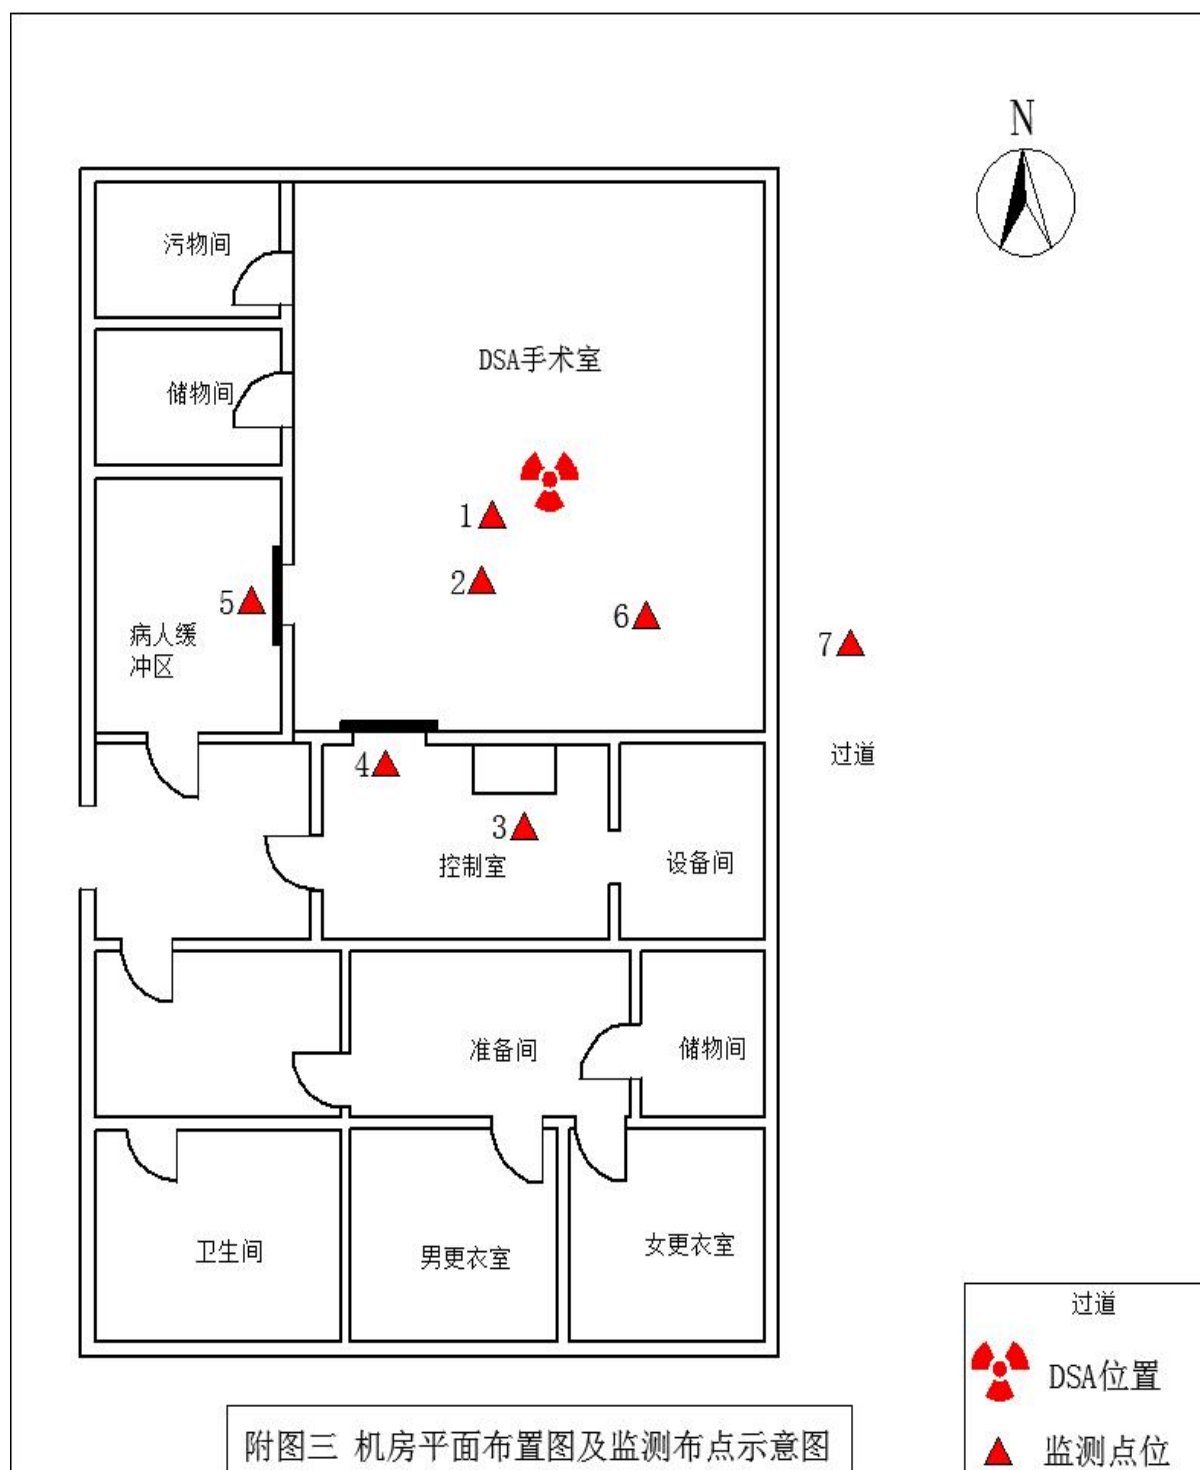 N
污物间
储物间
DSA手术室
1
2
5
6
7
病人缓
冲区
过道
4
3
控制室
设备间
准备间
储物间
卫生间
男更衣室
女更衣室
过道
DSA位置
监测点位
附图三 机房平面布置图及监测布点示意图